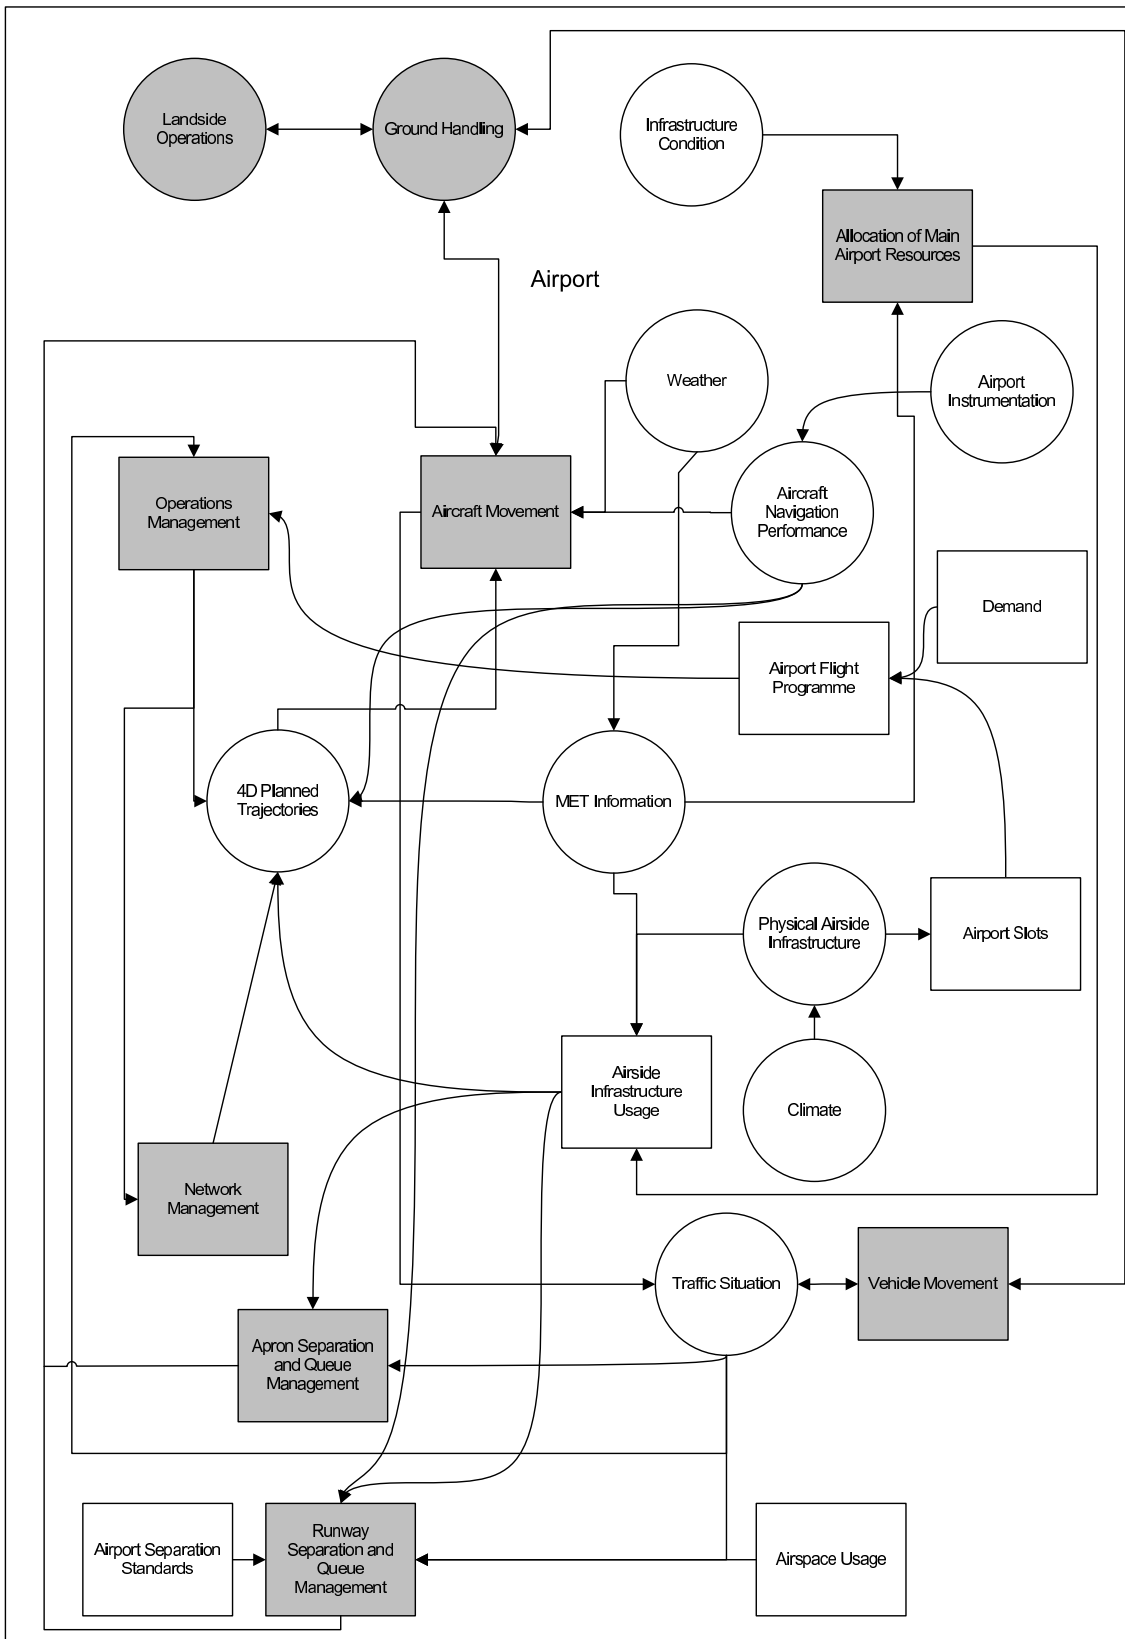 Landside
Operations
Ground Handling
Infrastructure
Condition
Allocation of Main
Airport Resources
Airport
Weather
Airport
Instrumentation
Operations
Management
Aircraft Movement
Aircraft
Navigation
Performance
Demand
Airport Flight
Programme
4D Planned
Trajectories
MET Information
Physical Airside
Infrastructure
Airport Slots
Airside
Infrastructure
Usage
Climate
Network
Management
Traffic Situation
Vehicle Movement
Apron Separation
and Queue
Management
Airport Separation
Standards
Runway
Separation and
Queue
Management
Airspace Usage